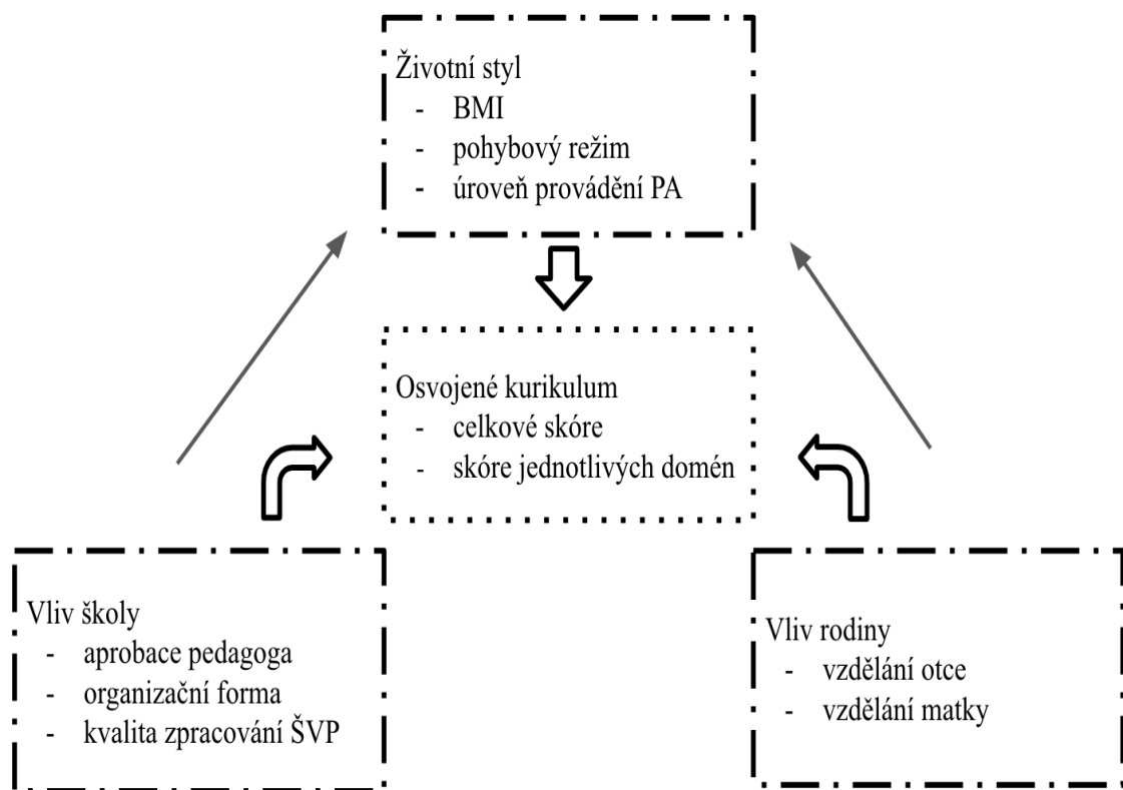 Životní styl
- BMI
- pohybový režim
- úroveň provádění PA
Osvojené kurikulum
- celkové skóre
- skóre jednotlivých domén
Vliv školy
- aprobace pedagoga
- organizační forma
- kvalita zpracování ŠVP
Vliv rodiny
- vzdělání otce
- vzdělání matky